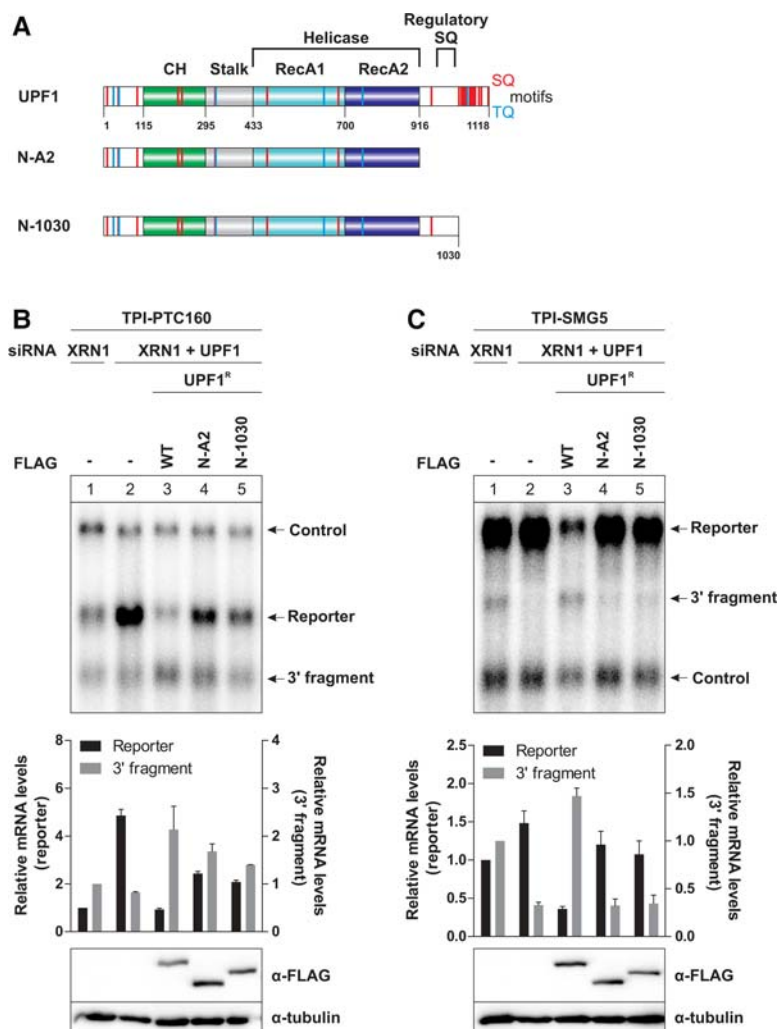 A
Regulatory
Helicase SQ
CH Stalk RecA1 RecA2
SQ
UPF1 motifs
TQ
1 115 295 433 700 916 1118
N-A2
N-1030
1030
B
TPI-PTC160
siRNA XRN1 XRN1 + UPF1
UPF1R
FLAG - - WT N-A2 N-1030
1 2 3 4 5
Control
Reporter
3' fragment
Relative mRNA levels
(reporter)
8
6
4
2
0
Reporter
3' fragment
4
3
2
1
0
Relative mRNA levels
(3' fragment)
α-FLAG
α-tubulin
C
TPI-SMG5
siRNA XRN1 XRN1 + UPF1
UPF1R
FLAG - - WT N-A2 N-1030
1 2 3 4 5
Reporter
3' fragment
Control
Relative mRNA levels
(reporter)
2.5
2.0
1.5
1.0
0.5
0.0
Reporter
3' fragment
2.0
1.5
1.0
0.5
0.0
Relative mRNA levels
(3' fragment)
α-FLAG
α-tubulin